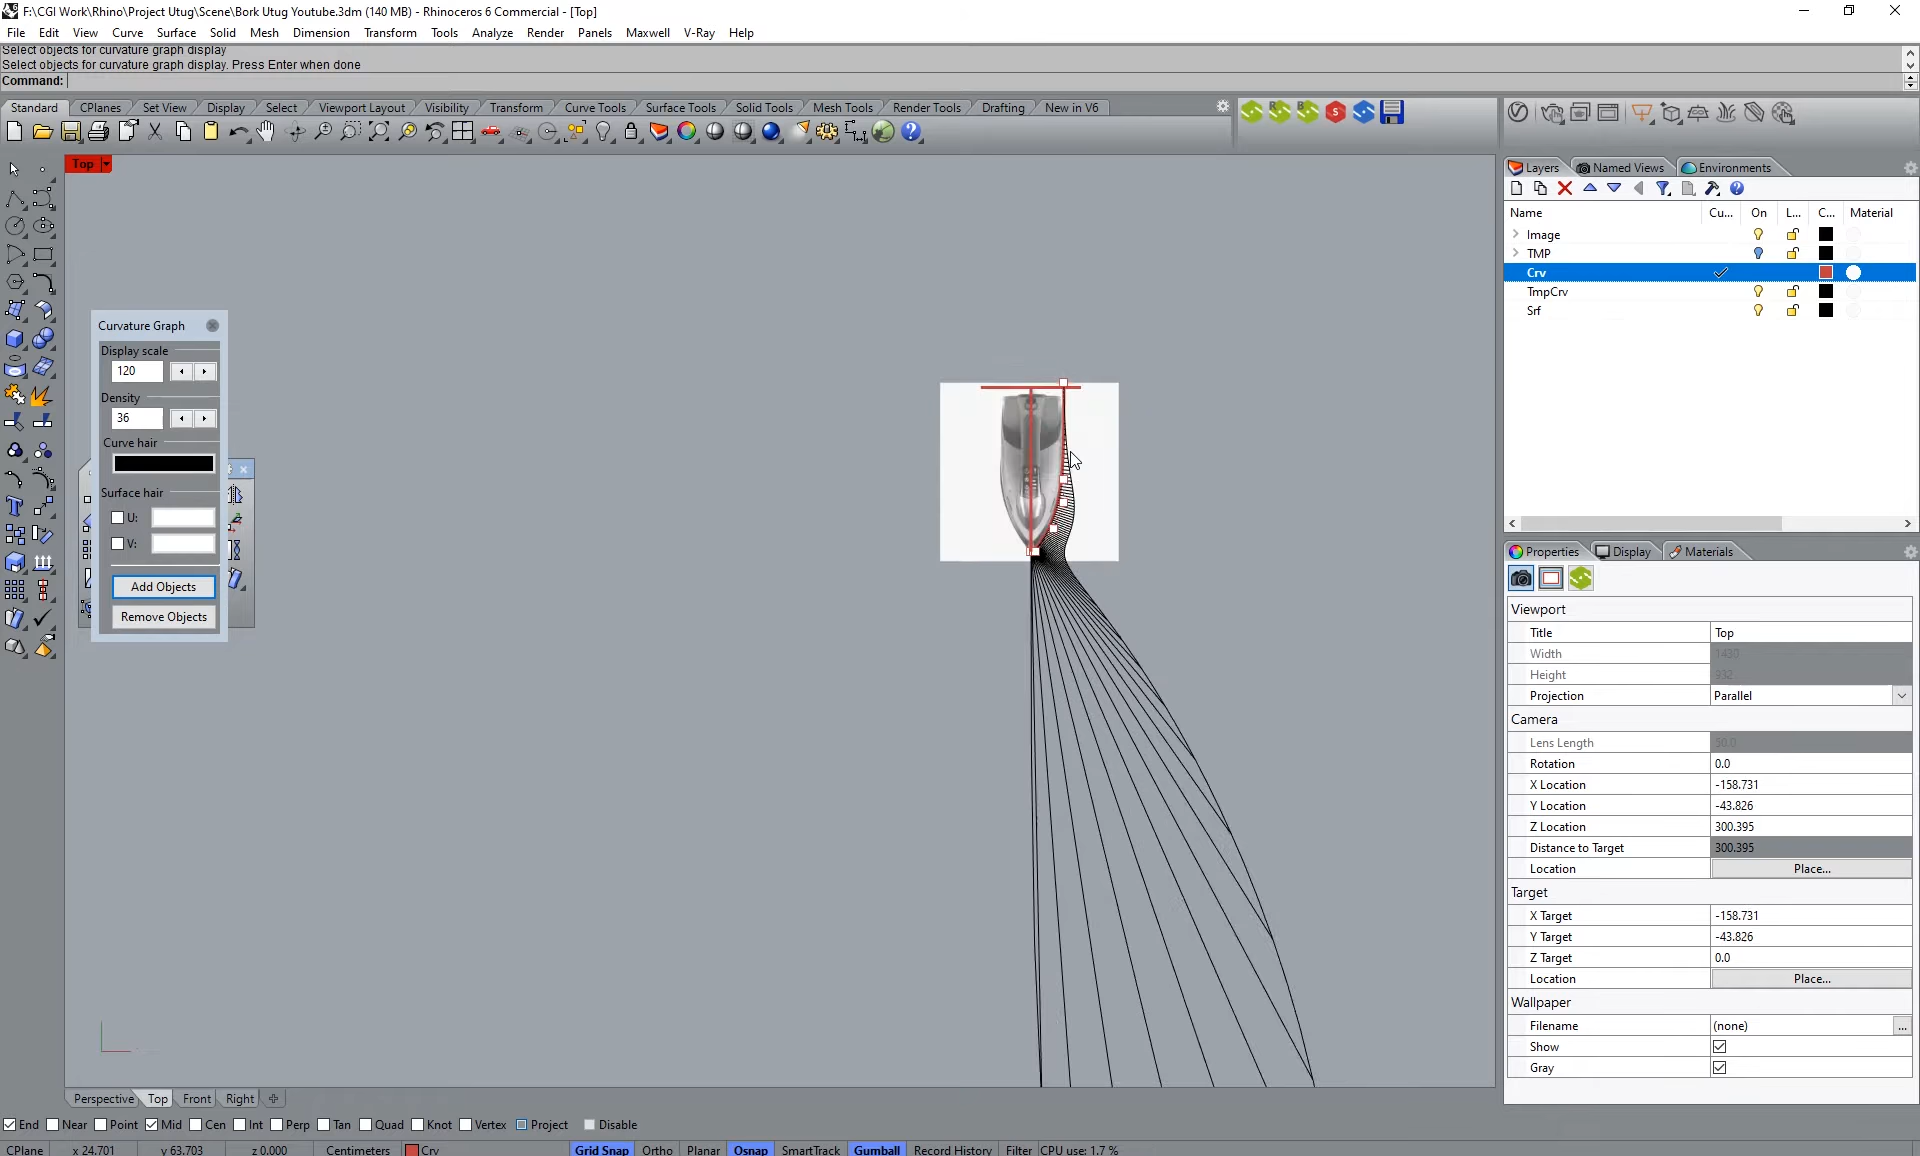 F:\CGI Work\Rhino\Project Utug\Scene\Bork Utug Youtube.3dm (140 MB) - Rhinoceros 6 Commercial - [Top]
File Edit View Curve Surface Solid Mesh Dimension Transform Tools Analyze Render Panels Maxwell V-Ray Help
Select objects for curvature graph display
Select objects for curvature graph display. Press Enter when done
Command:
Standard CPlanes Set View Display Select Viewport Layout Visibility Transform Curve Tools Surface Tools Solid Tools Mesh Tools Render Tools Drafting New in V6
Top
Curvature Graph
Display scale
120
Density
36
Curve hair
Surface hair
U:
V:
Add Objects
Remove Objects
Layers Named Views Environments
Name Cu... On L... C... Material
Image
TMP
Crv
TmpCrv
Srf
Properties Display Materials
Viewport
Title Top
Width 1439
Height 932
Projection Parallel
Camera
Lens Length 50.0
Rotation 0.0
X Location -158.731
Y Location -43.826
Z Location 300.395
Distance to Target 300.395
Location Place...
Target
X Target -158.731
Y Target -43.826
Z Target 0.0
Location Place...
Wallpaper
Filename (none) ...
Show
Gray
Perspective Top Front Right
End Near Point Mid Cen Int Perp Tan Quad Knot Vertex Project Disable
CPlane x 24.701 y 63.703 z 0.000 Centimeters Crv Grid Snap Ortho Planar Osnap SmartTrack Gumball Record History Filter CPU use: 1.7 %